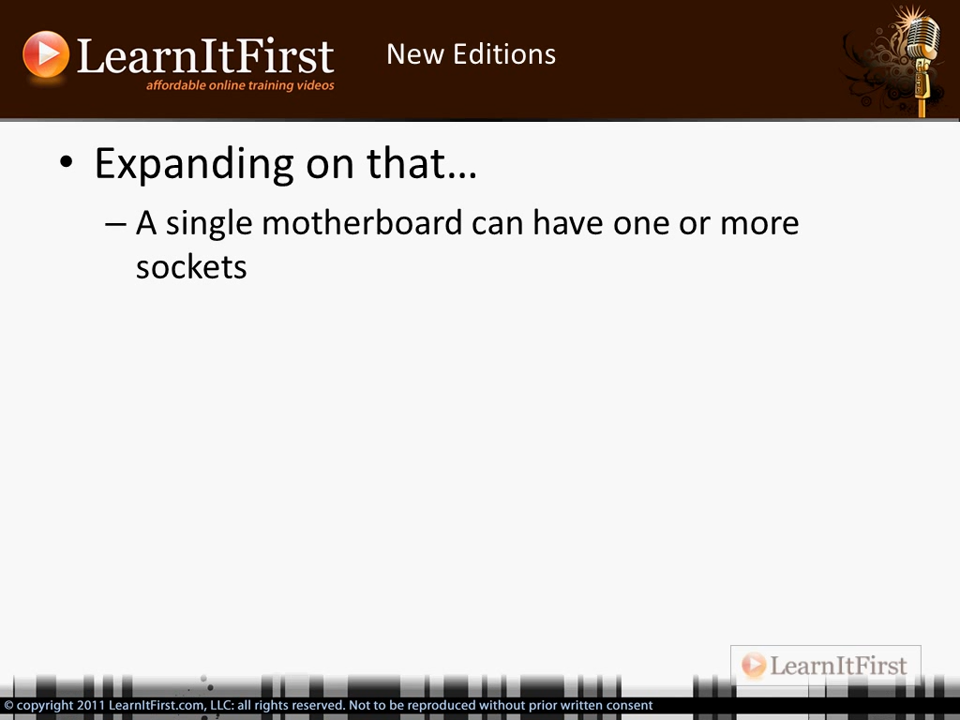 LearnItFirst
affordable online training videos
New Editions
• Expanding on that…
– A single motherboard can have one or more
sockets
LearnItFirst
© copyright 2011 LearnItFirst.com, LLC: all rights reserved. Not to be reproduced without prior written consent